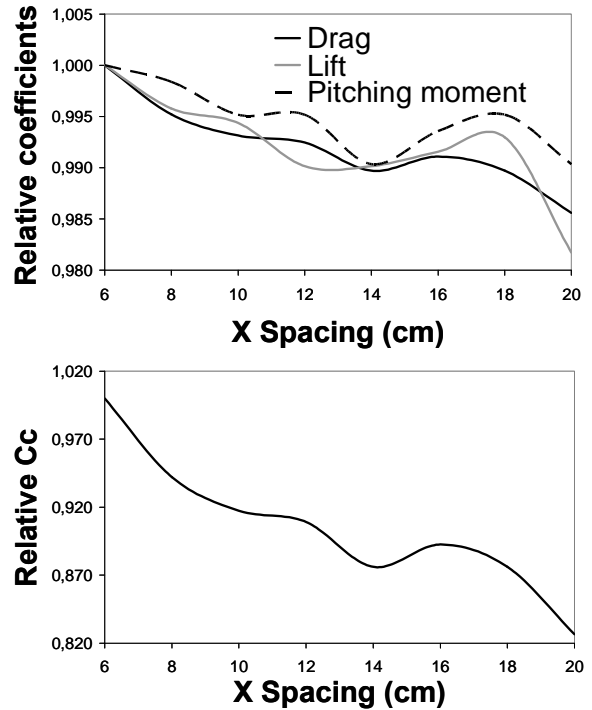 1,005
1,000
0,995
0,990
0,985
0,980
Relative coefficients
Drag
Lift
Pitching moment
6 8 10 12 14 16 18 20
X Spacing (cm)
1,020
0,970
0,920
0,870
0,820
Relative Cc
6 8 10 12 14 16 18 20
X Spacing (cm)